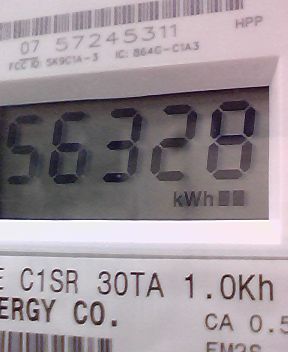 HPP
07 57245311
FCC ID SK9C1A-3 IC: 864G-C1A3
56328
kWh
E C1SR 30TA 1.0Kh
ERGY CO.
CA 0.5
EM2S